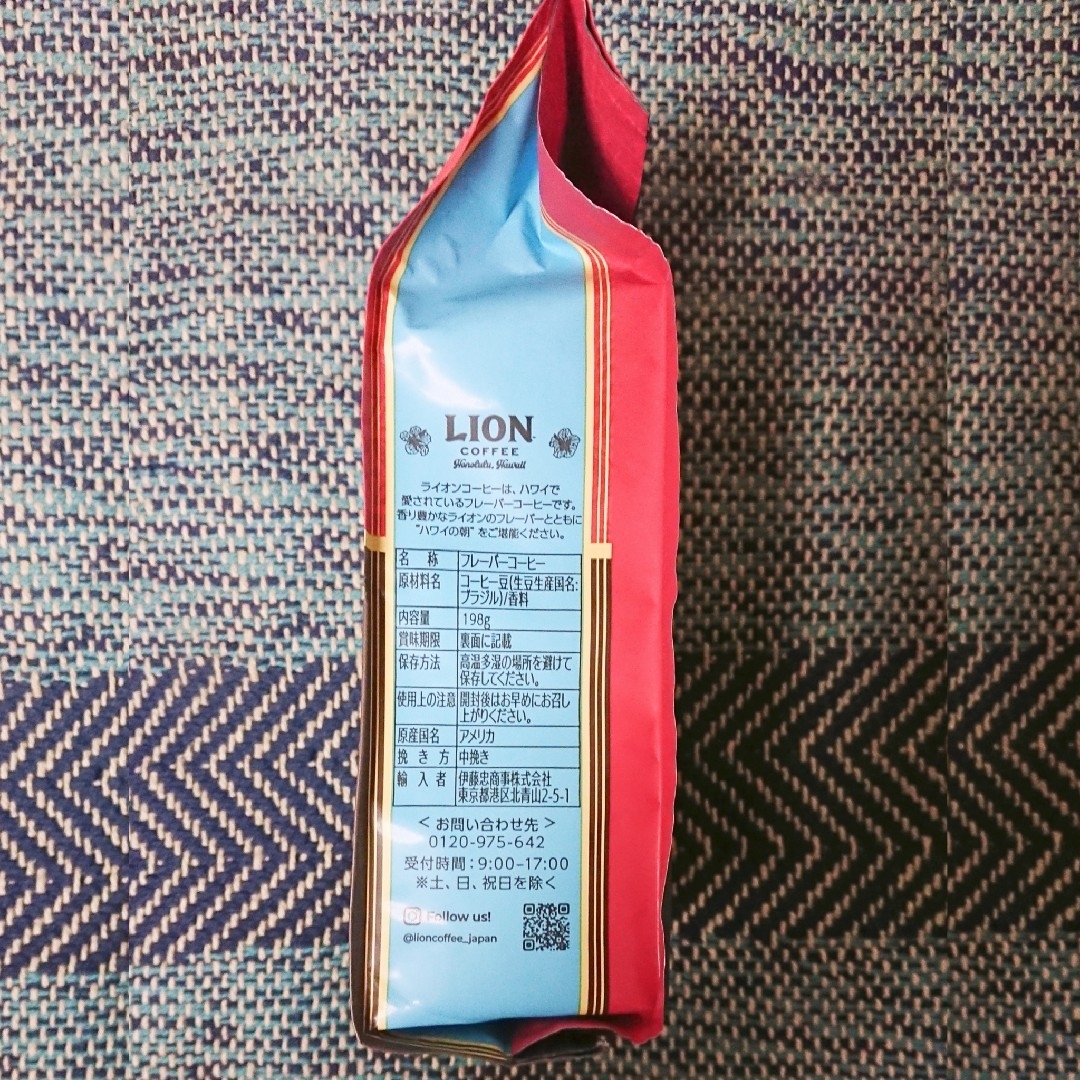 LION
COFFEE
Honolulu, Hawaii
ライオンコーヒーは、ハワイで
愛されているフレーバーコーヒーです。
香り豊かなライオンのフレーバーとともに
"ハワイの朝" をご堪能ください。
名 称 フレーバーコーヒー
原材料名 コーヒー豆(生豆生産国名:
ブラジル)/香料
内容量 198g
賞味期限 裏面に記載
保存方法 高温多湿の場所を避けて
保存してください。
使用上の注意 開封後はお早めにお召し
上がりください。
原産国名 アメリカ
挽き方 中挽き
輸入者 伊藤忠商事株式会社
東京都港区北青山2-5-1
<お問い合わせ先>
0120-975-642
受付時間:9:00–17:00
※土、日、祝日を除く
Follow us!
@lioncoffee_japan